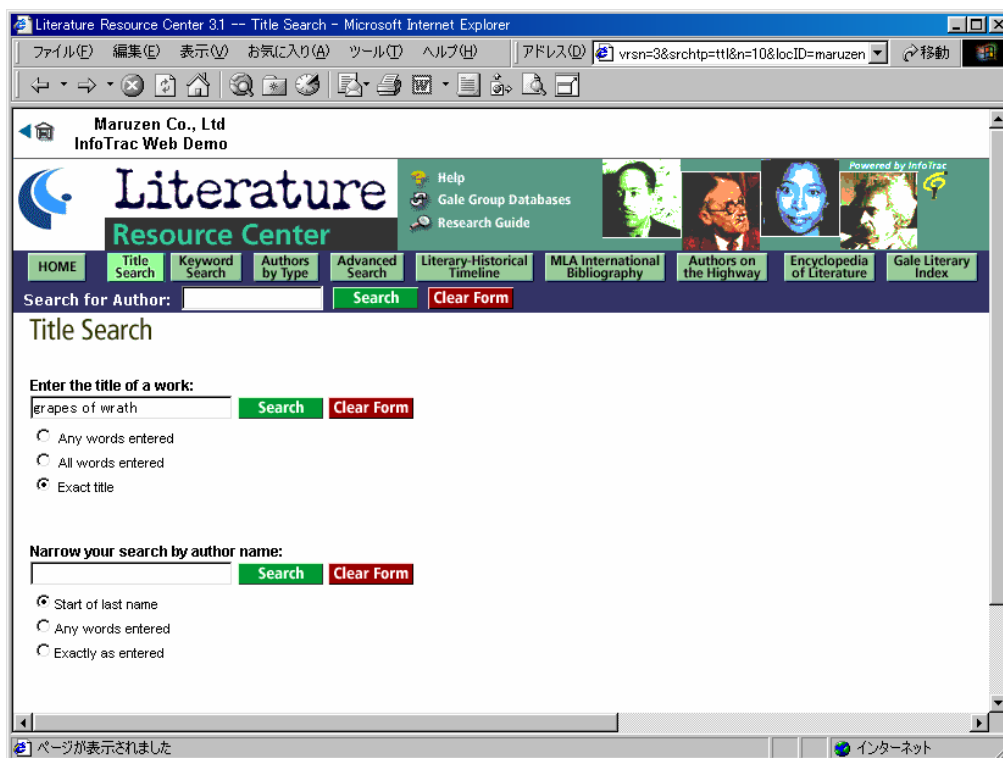 Literature Resource Center 3.1 -- Title Search - Microsoft Internet Explorer
ファイル(F) 編集(E) 表示(V) お気に入り(A) ツール(T) ヘルプ(H) アドレス(D) vrsn=3&srchtp=ttl&n=10&locID=maruzen 移動
Maruzen Co., Ltd
InfoTrac Web Demo
Literature
Resource Center
Help
Gale Group Databases
Research Guide
Powered by InfoTrac
HOME Title Search Keyword Search Authors by Type Advanced Search Literary-Historical Timeline MLA International Bibliography Authors on the Highway Encyclopedia of Literature Gale Literary Index
Search for Author: Search Clear Form
Title Search
Enter the title of a work:
grapes of wrath Search Clear Form
Any words entered
All words entered
Exact title
Narrow your search by author name:
Search Clear Form
Start of last name
Any words entered
Exactly as entered
ページが表示されました インターネット